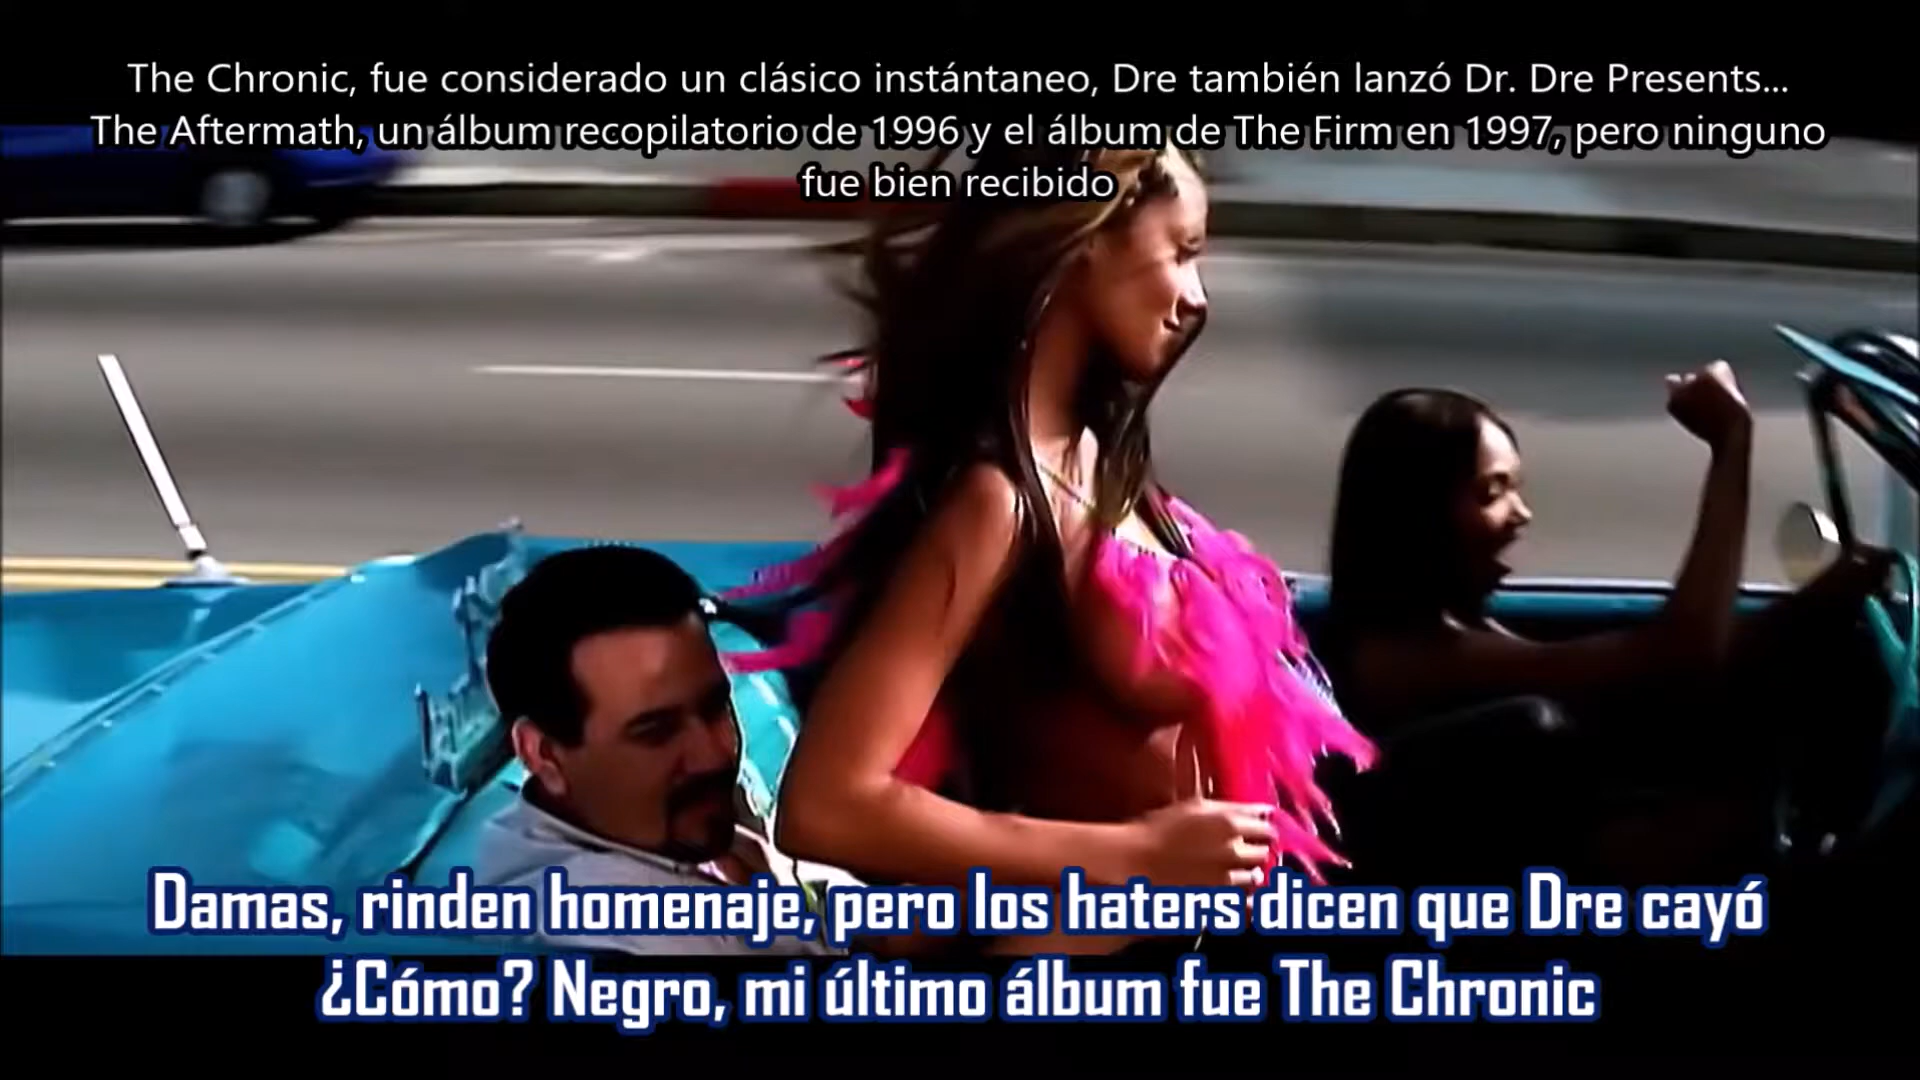 The Chronic, fue considerado un clásico instántaneo, Dre también lanzó Dr. Dre Presents...
The Aftermath, un álbum recopilatorio de 1996 y el álbum de The Firm en 1997, pero ninguno
fue bien recibido
Damas, rinden homenaje, pero los haters dicen que Dre cayó
¿Cómo? Negro, mi último álbum fue The Chronic